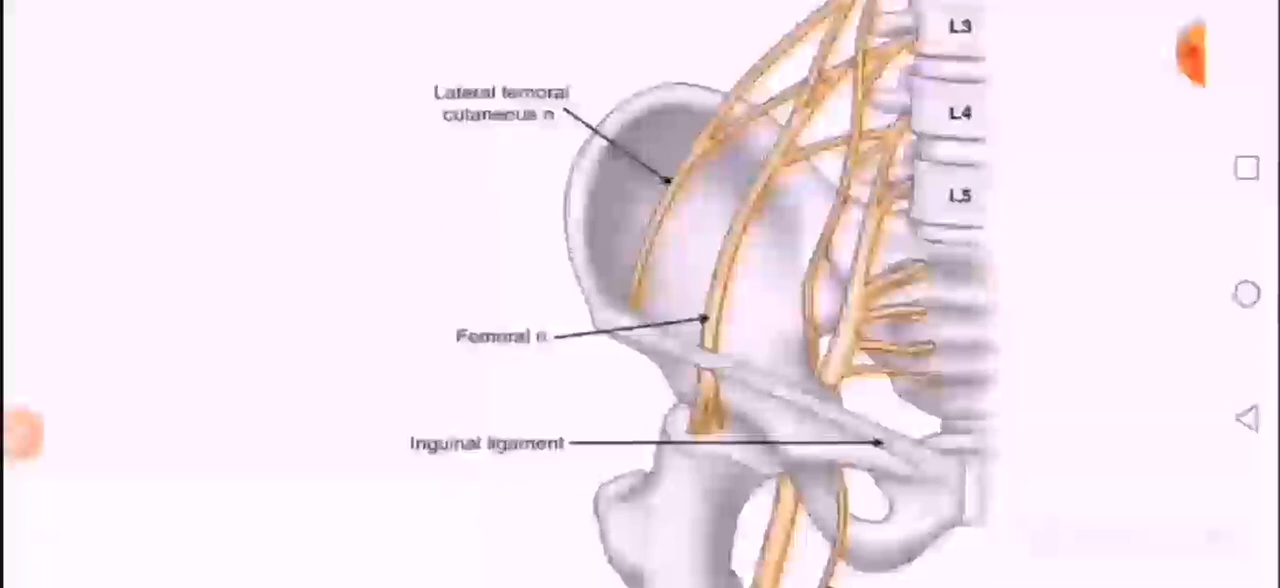 L3
Lateral femoral
cutaneous n
L4
L5
Femoral n
Inguinal ligament